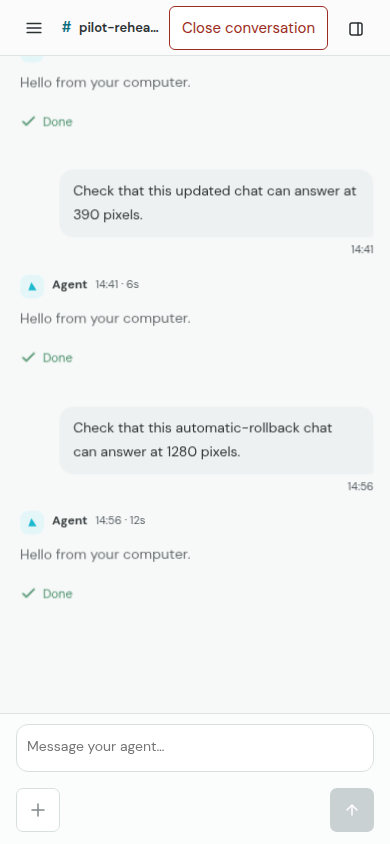 # pilot-rehea...
Close conversation
Hello from your computer.
Done
Check that this updated chat can answer at
390 pixels.
14:41
Agent 14:41 · 6s
Hello from your computer.
Done
Check that this automatic-rollback chat
can answer at 1280 pixels.
14:56
Agent 14:56 · 12s
Hello from your computer.
Done
Message your agent...